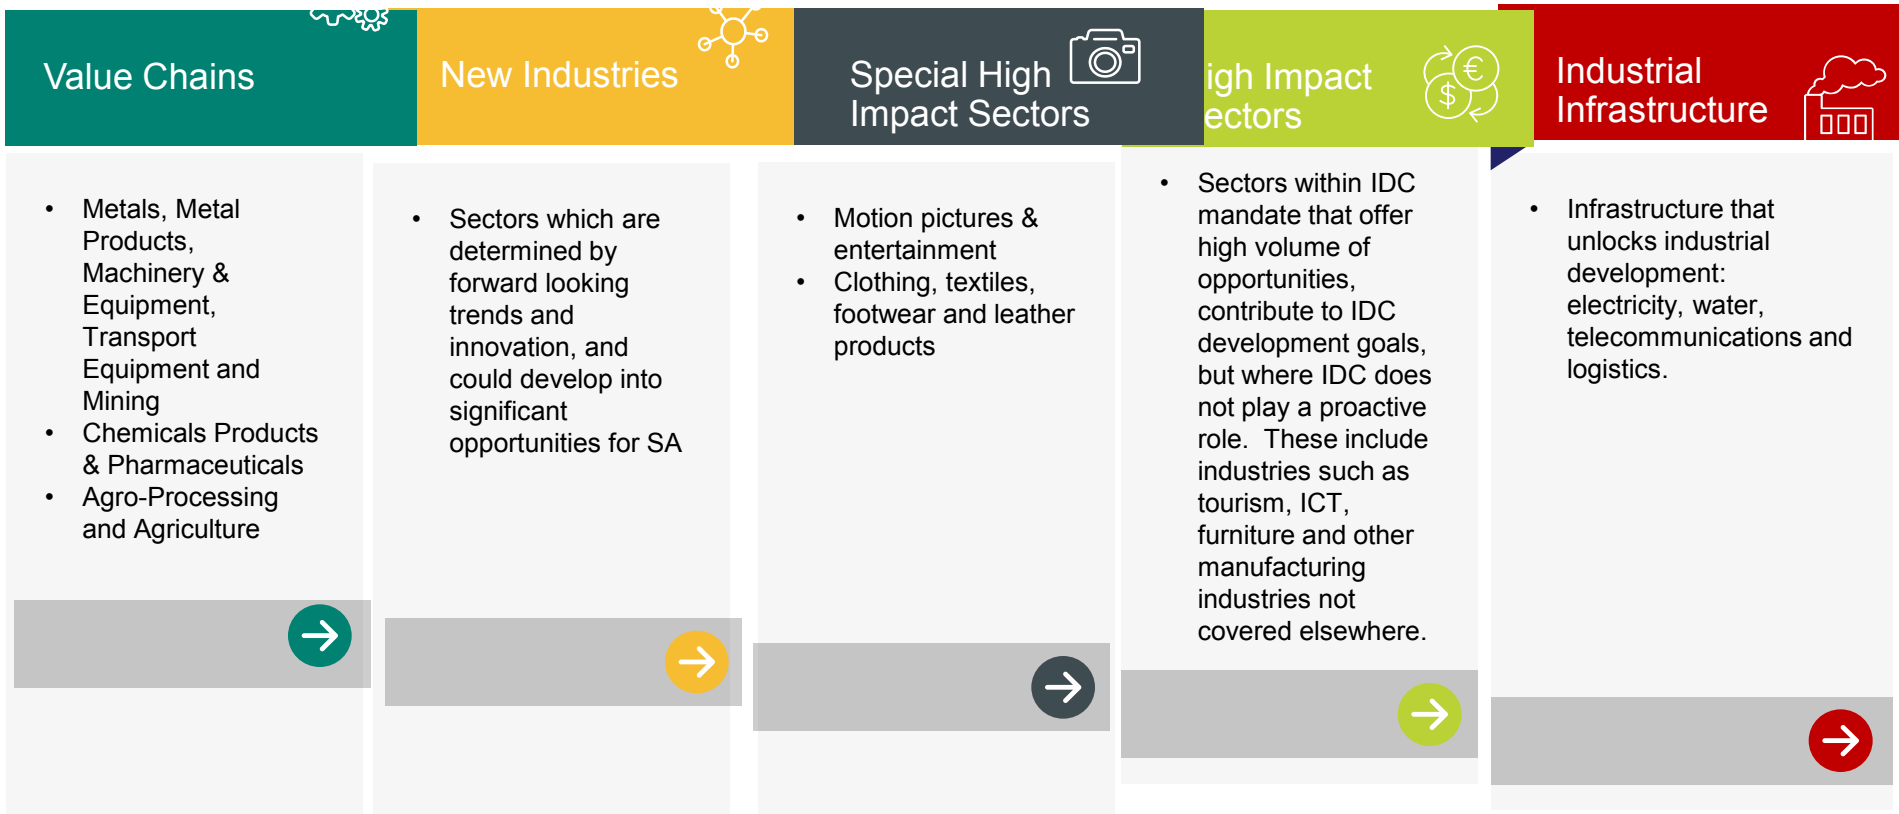 Value Chains
• Metals, Metal
Products,
Machinery &
Equipment,
Transport
Equipment and
Mining
• Chemicals Products
& Pharmaceuticals
• Agro-Processing
and Agriculture
New Industries
• Sectors which are
determined by
forward looking
trends and
innovation, and
could develop into
significant
opportunities for SA
Special High
Impact Sectors
• Motion pictures &
entertainment
• Clothing, textiles,
footwear and leather
products
igh Impact
ectors
• Sectors within IDC
mandate that offer
high volume of
opportunities,
contribute to IDC
development goals,
but where IDC does
not play a proactive
role. These include
industries such as
tourism, ICT,
furniture and other
manufacturing
industries not
covered elsewhere.
€
$
Industrial
Infrastructure
• Infrastructure that
unlocks industrial
development:
electricity, water,
telecommunications and
logistics.